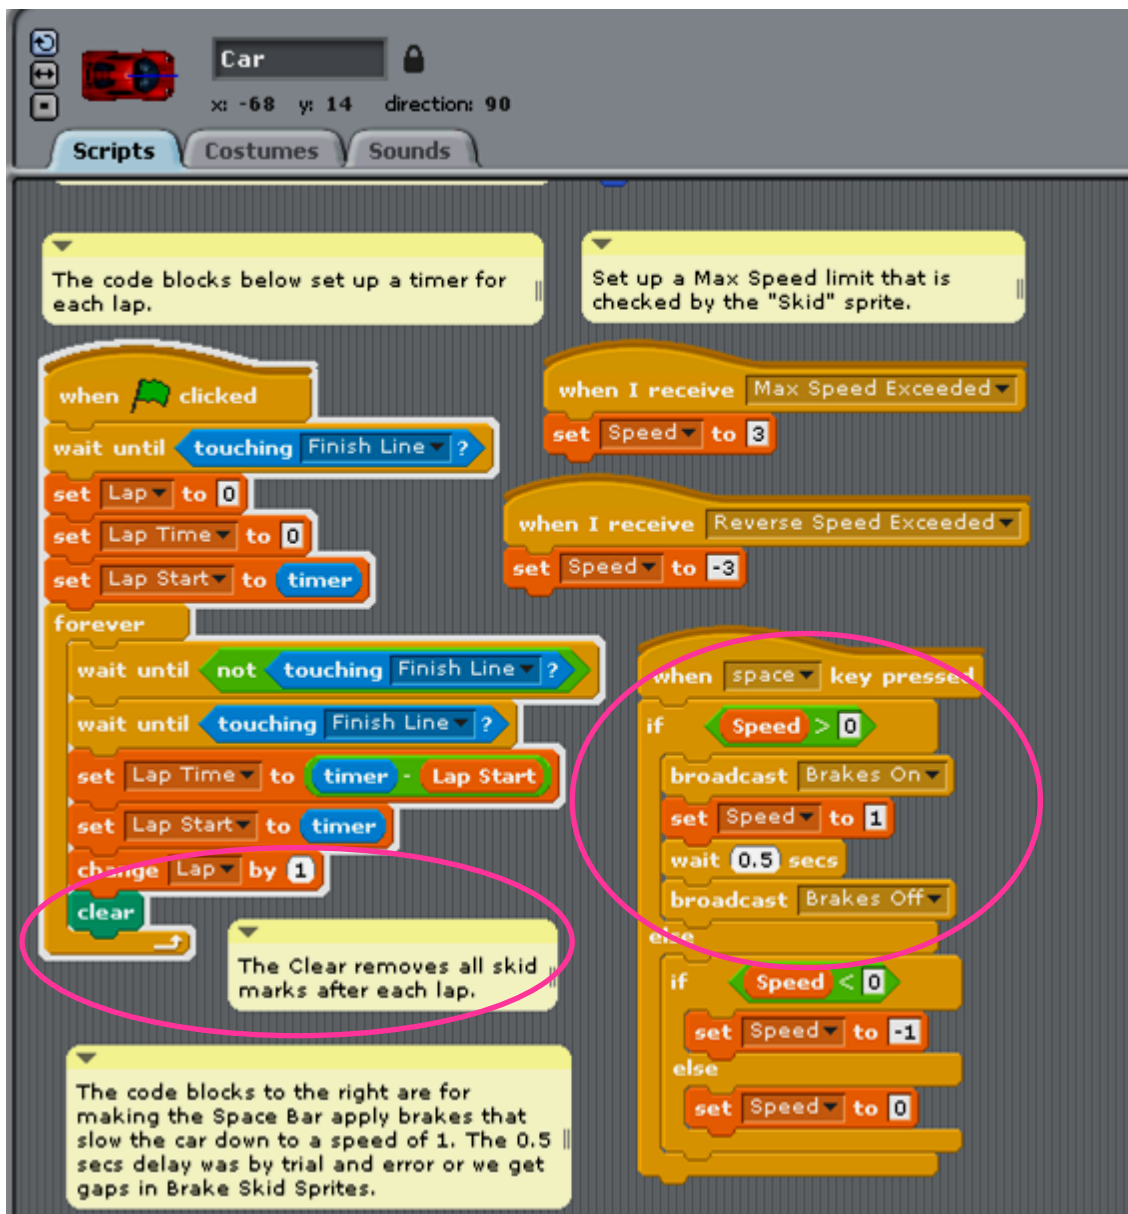 Car
x: -68 y: 14 direction: 90
Scripts Costumes Sounds
The code blocks below set up a timer for
each lap.
when clicked
wait until touching Finish Line ?
set Lap to 0
set Lap Time to 0
set Lap Start to timer
forever
wait until not touching Finish Line ?
wait until touching Finish Line ?
set Lap Time to timer - Lap Start
set Lap Start to timer
change Lap by 1
clear
The Clear removes all skid
marks after each lap.
The code blocks to the right are for
making the Space Bar apply brakes that
slow the car down to a speed of 1. The 0.5
secs delay was by trial and error or we get
gaps in Brake Skid Sprites.
Set up a Max Speed limit that is
checked by the "Skid" sprite.
when I receive Max Speed Exceeded
set Speed to 3
when I receive Reverse Speed Exceeded
set Speed to -3
when space key pressed
if Speed > 0
broadcast Brakes On
set Speed to 1
wait 0.5 secs
broadcast Brakes Off
else
if Speed < 0
set Speed to -1
else
set Speed to 0